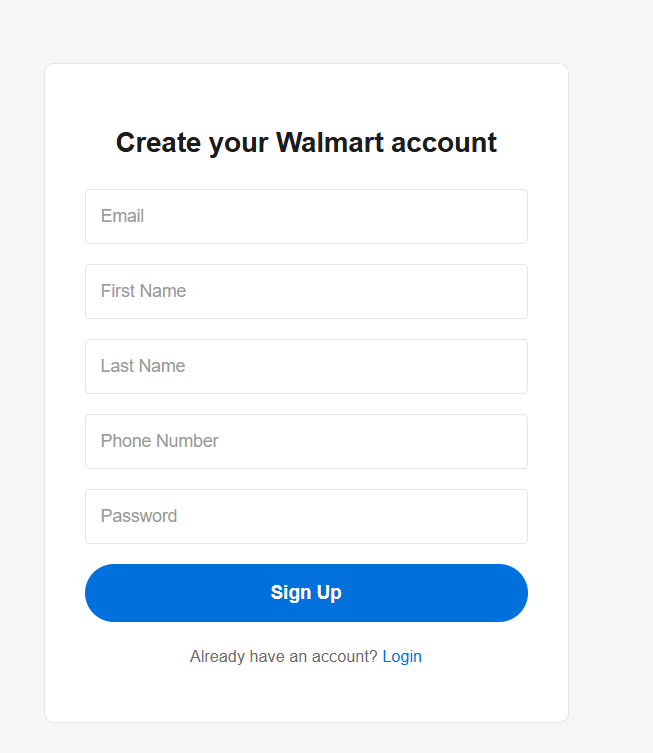 Create your Walmart account
Email
First Name
Last Name
Phone Number
Password
Sign Up
Already have an account? Login